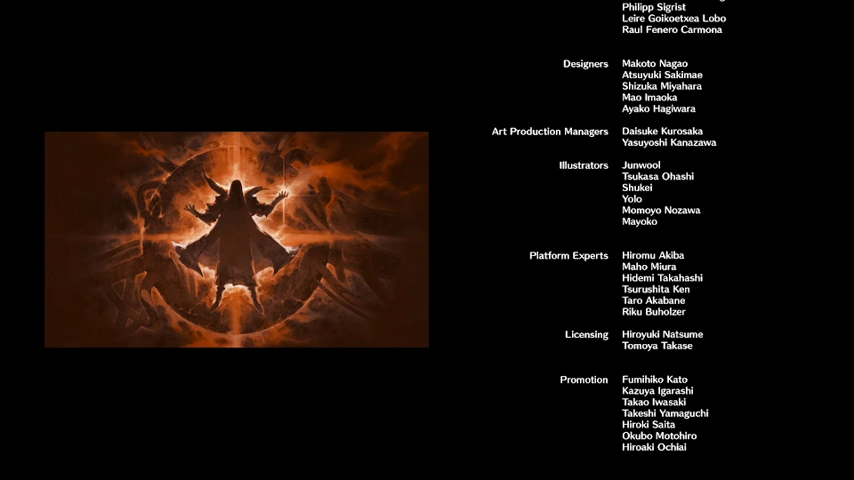 Philipp Sigrist
Leire Goikoetxea Lobo
Raul Fenero Carmona
Designers Makoto Nagao
Atsuyuki Sakimae
Shizuka Miyahara
Mao Imaoka
Ayako Hagiwara
Art Production Managers Daisuke Kurosaka
Yasuyoshi Kanazawa
Illustrators Junwool
Tsukasa Ohashi
Shukei
Yolo
Momoyo Nozawa
Mayoko
Platform Experts Hiromu Akiba
Maho Miura
Hidemi Takahashi
Tsurushita Ken
Taro Akabane
Riku Buholzer
Licensing Hiroyuki Natsume
Tomoya Takase
Promotion Fumihiko Kato
Kazuya Igarashi
Takao Iwasaki
Takeshi Yamaguchi
Hiroki Saita
Okubo Motohiro
Hiroaki Ochiai